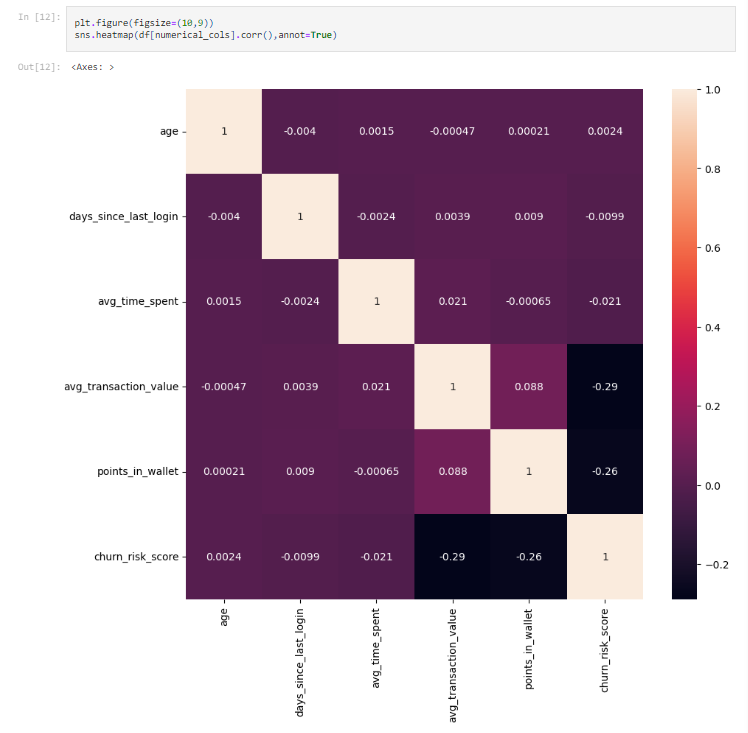 In [12]:
plt.figure(figsize=(10,9))
sns.heatmap(df[numerical_cols].corr(),annot=True)
Out[12]: <Axes: >
age 1 -0.004 0.0015 -0.00047 0.00021 0.0024
days_since_last_login -0.004 1 -0.0024 0.0039 0.009 -0.0099
avg_time_spent 0.0015 -0.0024 1 0.021 -0.00065 -0.021
avg_transaction_value -0.00047 0.0039 0.021 1 0.088 -0.29
points_in_wallet 0.00021 0.009 -0.00065 0.088 1 -0.26
churn_risk_score 0.0024 -0.0099 -0.021 -0.29 -0.26 1
age
days_since_last_login
avg_time_spent
avg_transaction_value
points_in_wallet
churn_risk_score
1.0
0.8
0.6
0.4
0.2
0.0
−0.2